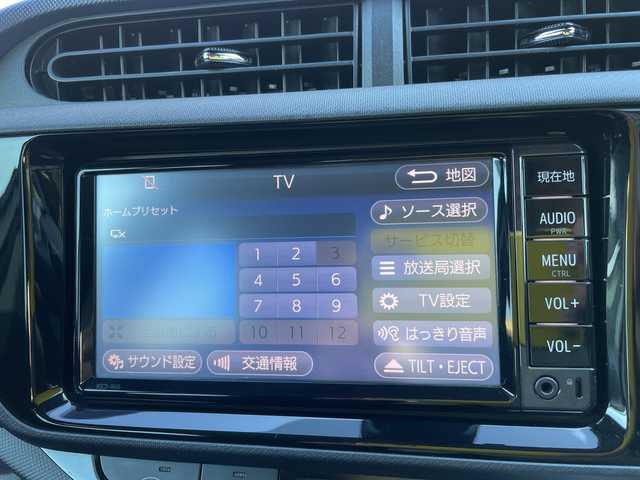 TV
地図
現在地
ホームプリセット
ソース選択
AUDIO
PWR
サービス切替
MENU
CTRL
1 2 3
放送局選択
4 5 6
TV設定
VOL+
7 8 9
10 11 12
はっきり音声
VOL-
サウンド設定
交通情報
TILT・EJECT